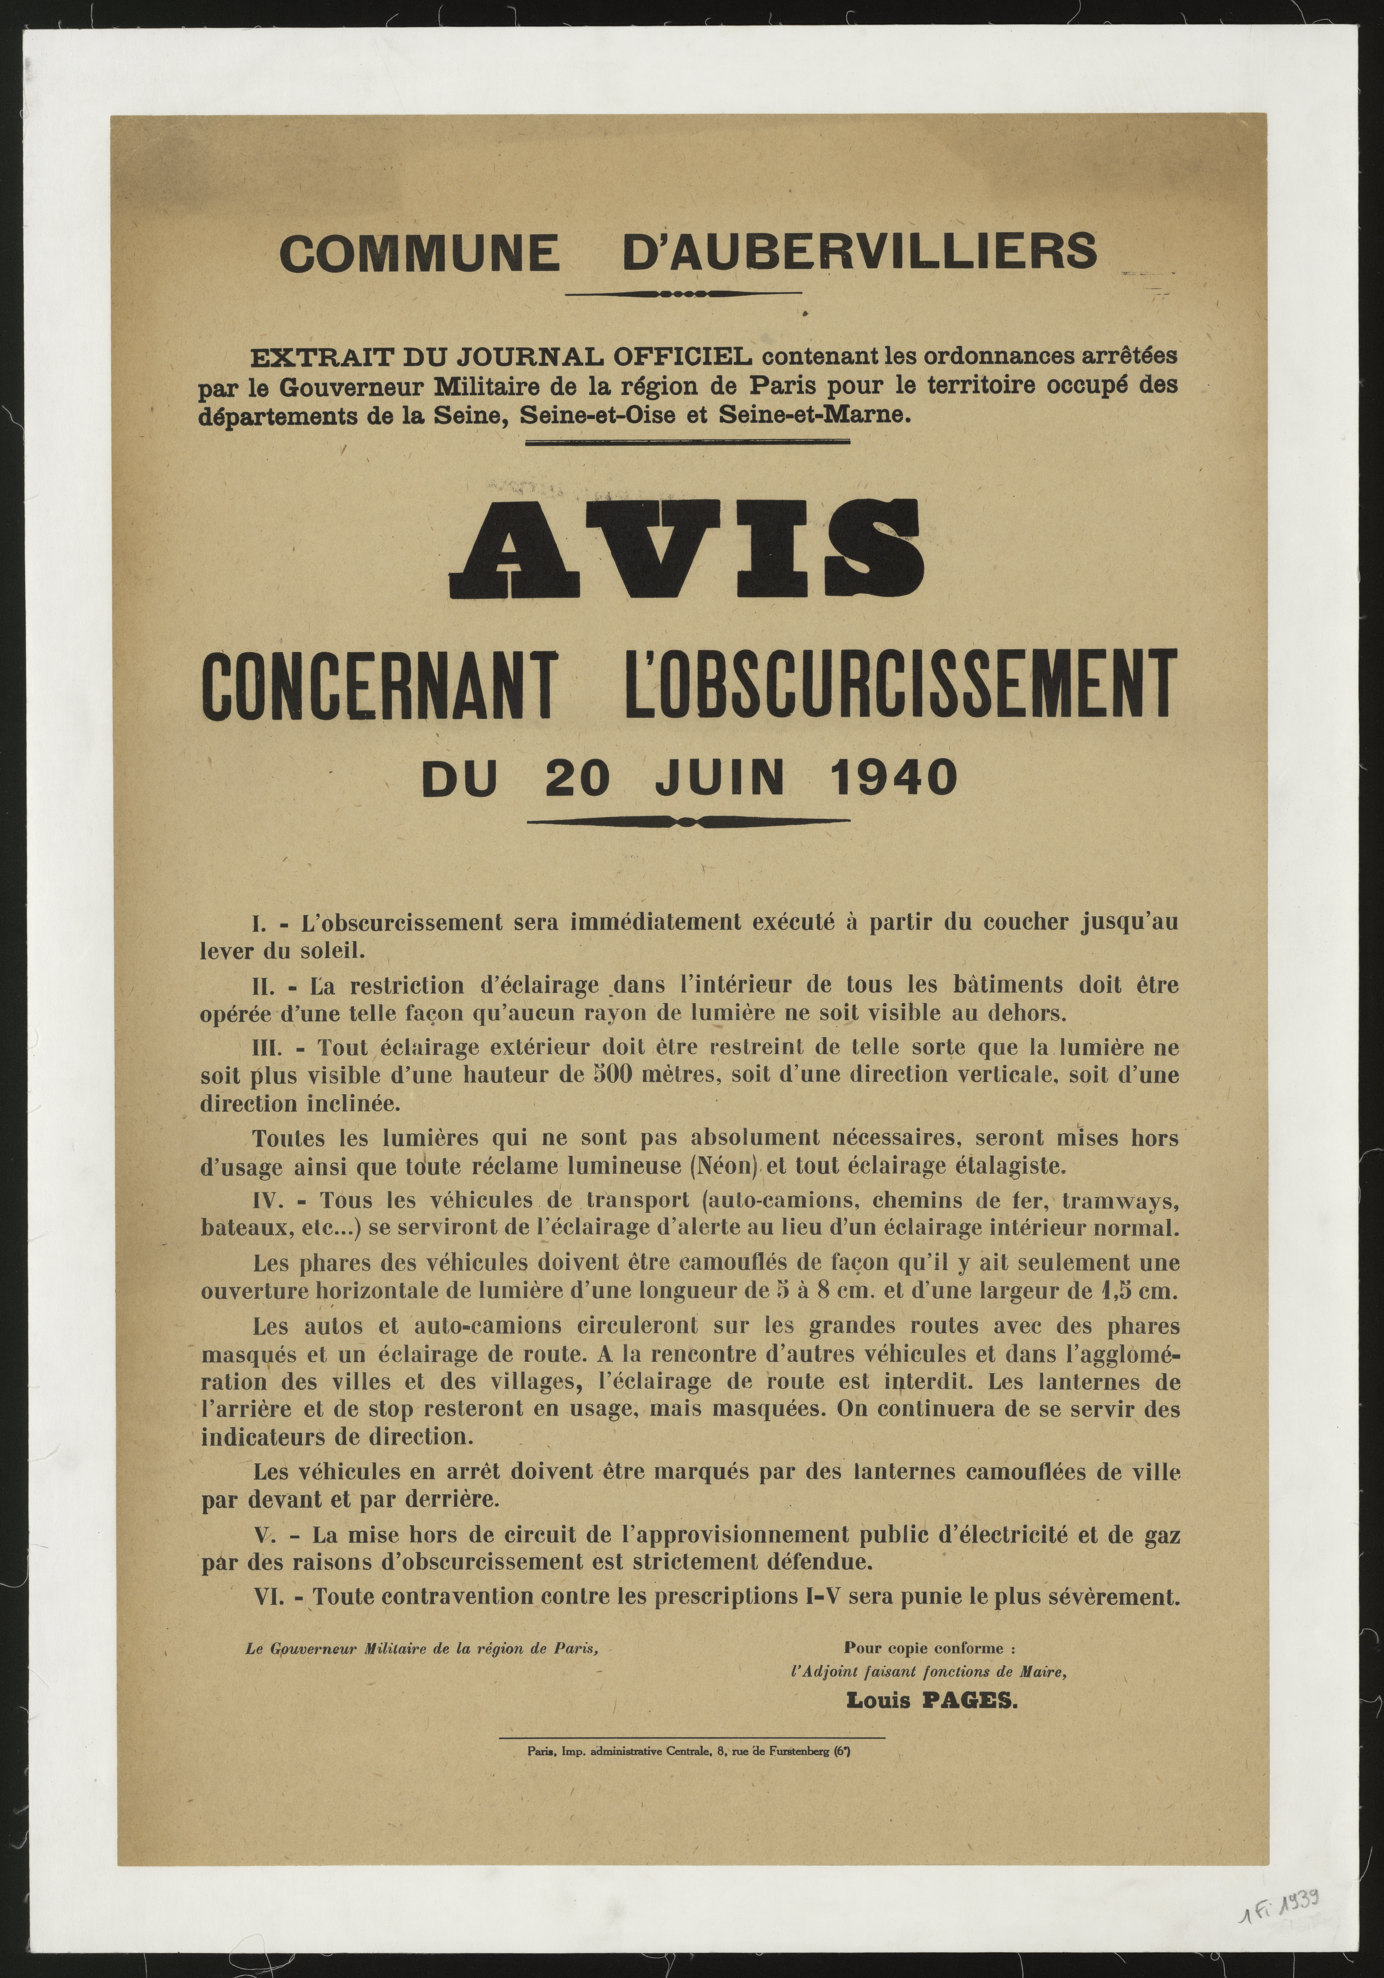 COMMUNE D'AUBERVILLIERS
EXTRAIT DU JOURNAL OFFICIEL contenant les ordonnances arrêtées
par le Gouverneur Militaire de la région de Paris pour le territoire occupé des
départements de la Seine, Seine-et-Oise et Seine-et-Marne.
AVIS
CONCERNANT L'OBSCURCISSEMENT
DU 20 JUIN 1940
I. - L'obscurcissement sera immédiatement exécuté à partir du coucher jusqu'au
lever du soleil.
II. - La restriction d'éclairage dans l'intérieur de tous les bâtiments doit être
opérée d'une telle façon qu'aucun rayon de lumière ne soit visible au dehors.
III. - Tout éclairage extérieur doit être restreint de telle sorte que la lumière ne
soit plus visible d'une hauteur de 500 mètres, soit d'une direction verticale, soit d'une
direction inclinée.
Toutes les lumières qui ne sont pas absolument nécessaires, seront mises hors
d'usage ainsi que toute réclame lumineuse (Néon) et tout éclairage étalagiste.
IV. - Tous les véhicules de transport (auto-camions, chemins de fer, tramways,
bateaux, etc...) se serviront de l'éclairage d'alerte au lieu d'un éclairage intérieur normal.
Les phares des véhicules doivent être camouflés de façon qu'il y ait seulement une
ouverture horizontale de lumière d'une longueur de 5 à 8 cm. et d'une largeur de 1,5 cm.
Les autos et auto-camions circuleront sur les grandes routes avec des phares
masqués et un éclairage de route. A la rencontre d'autres véhicules et dans l'agglomé-
ration des villes et des villages, l'éclairage de route est interdit. Les lanternes de
l'arrière et de stop resteront en usage, mais masquées. On continuera de se servir des
indicateurs de direction.
Les véhicules en arrêt doivent être marqués par des lanternes camouflées de ville
par devant et par derrière.
V. - La mise hors de circuit de l'approvisionnement public d'électricité et de gaz
par des raisons d'obscurcissement est strictement défendue.
VI. - Toute contravention contre les prescriptions I-V sera punie le plus sévèrement.
Le Gouverneur Militaire de la région de Paris,
Pour copie conforme :
l'Adjoint faisant fonctions de Maire,
Louis PAGES.
Paris, Imp. administrative Centrale, 8, rue de Furstenberg (6e)
1 Fi 1939